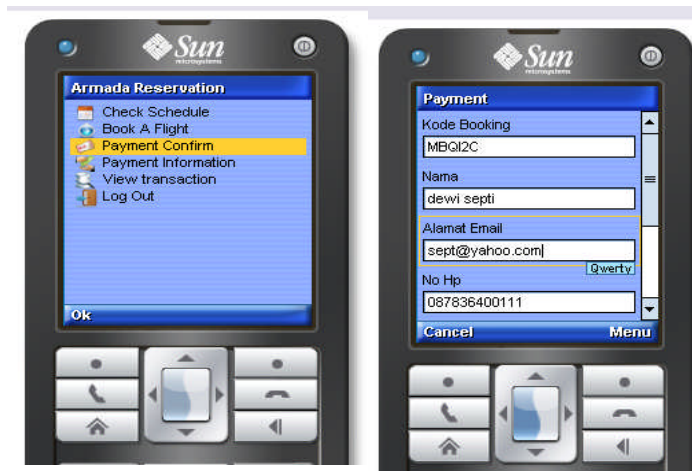 Sun
microsystems
Armada Reservation
Check Schedule
Book A Flight
Payment Confirm
Payment Information
View transaction
Log Out
Ok
Sun
microsystems
Payment
Kode Booking
MBQI2C
Nama
dewi septi
Alamat Email
sept@yahoo.com
Qwerty
No Hp
087836400111
Cancel Menu